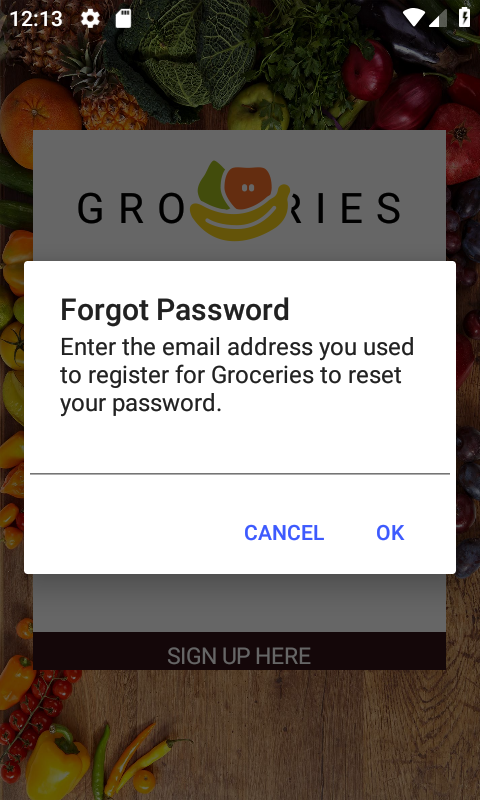 12:13
GRO RIES
Forgot Password
Enter the email address you used
to register for Groceries to reset
your password.
CANCEL OK
SIGN UP HERE